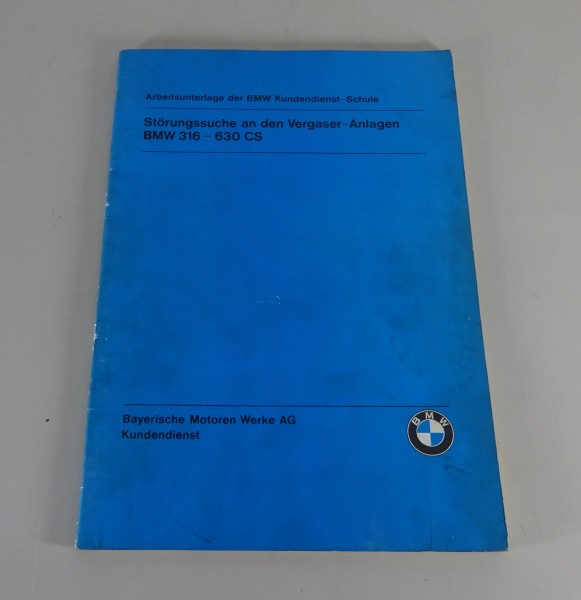 Arbeitsunterlage der BMW Kundendienst-Schule
Störungssuche an den Vergaser-Anlagen
BMW 316 - 630 CS
Bayerische Motoren Werke AG
Kundendienst
BMW